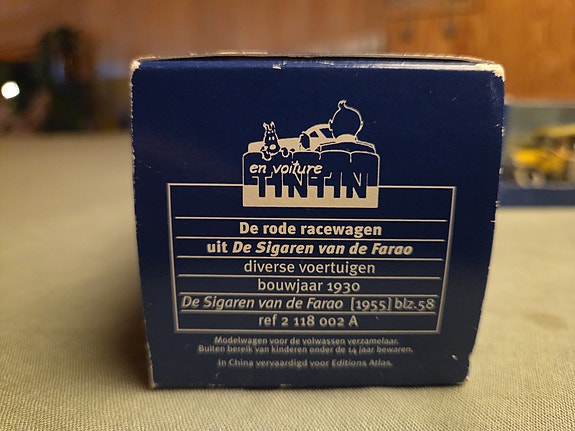 en voiture
TINTIN
De rode racewagen
uit De Sigaren van de Farao
diverse voertuigen
bouwjaar 1930
De Sigaren van de Farao [1955] blz.58
ref 2 118 002 A
Modelwagen voor de volwassen verzamelaar.
Buiten bereik van kinderen onder de 14 jaar bewaren.
In China vervaardigd voor Editions Atlas.